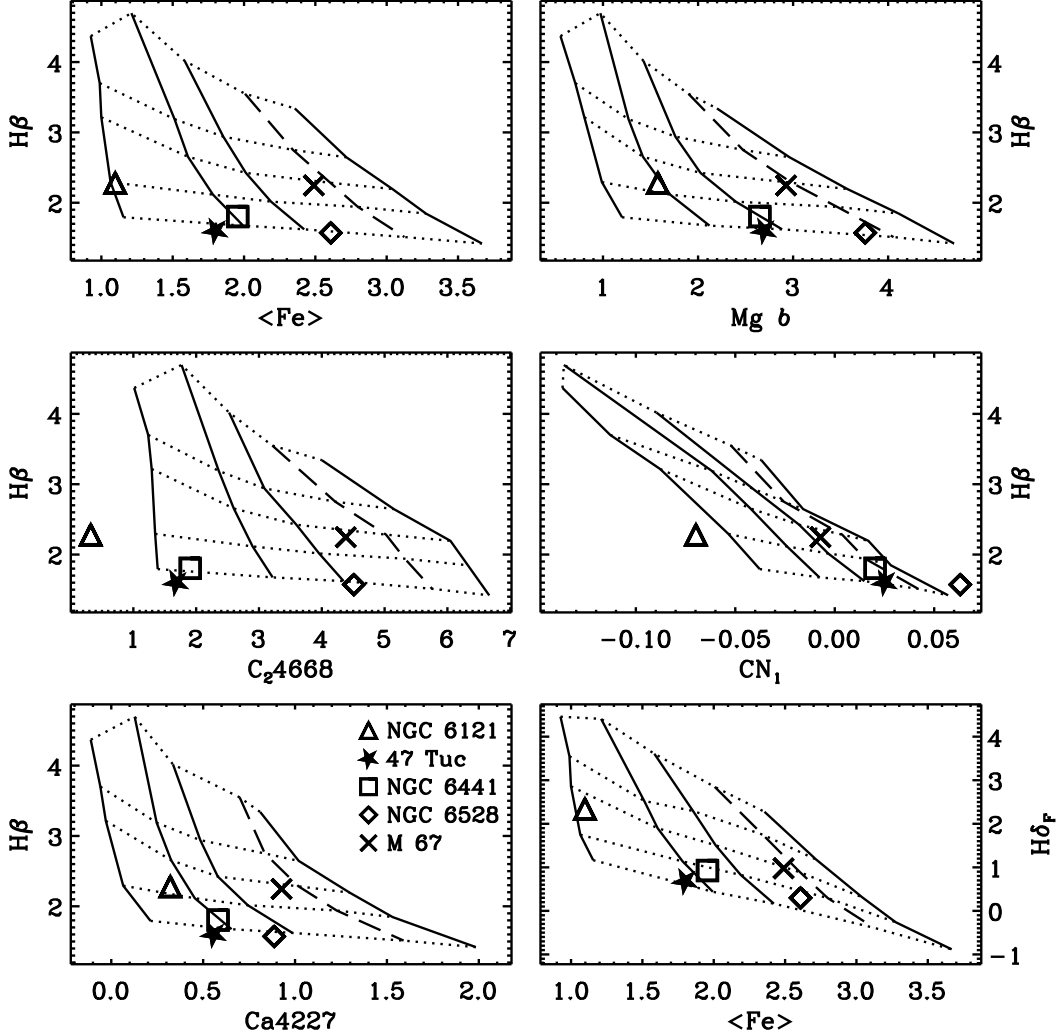 4
3
2
Hβ
1.0 1.5 2.0 2.5 3.0 3.5
<Fe>
4
3
2
Hβ
1 2 3 4
Mg b
4
3
2
Hβ
1 2 3 4 5 6 7
C₂4668
4
3
2
Hβ
−0.10 −0.05 0.00 0.05
CN₁
4
3
2
Hβ
0.0 0.5 1.0 1.5 2.0
Ca4227
NGC 6121
47 Tuc
NGC 6441
NGC 6528
M 67
4
3
2
1
0
−1
Hδ_F
1.0 1.5 2.0 2.5 3.0 3.5
<Fe>